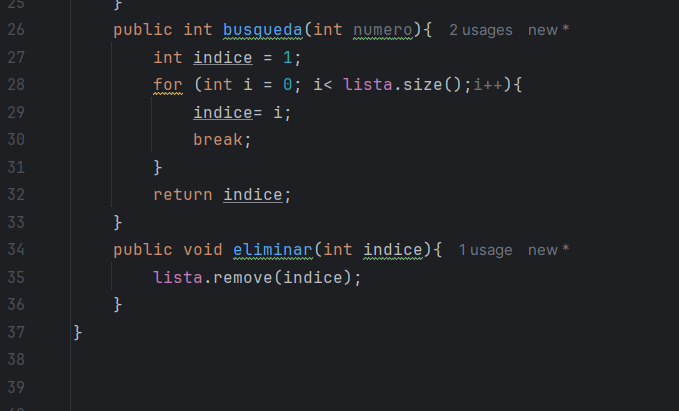 25 }
26 public int busqueda(int numero){ 2 usages new *
27 int indice = 1;
28 for (int i = 0; i< lista.size();i++){
29 indice= i;
30 break;
31 }
32 return indice;
33 }
34 public void eliminar(int indice){ 1 usage new *
35 lista.remove(indice);
36 }
37 }
38
39